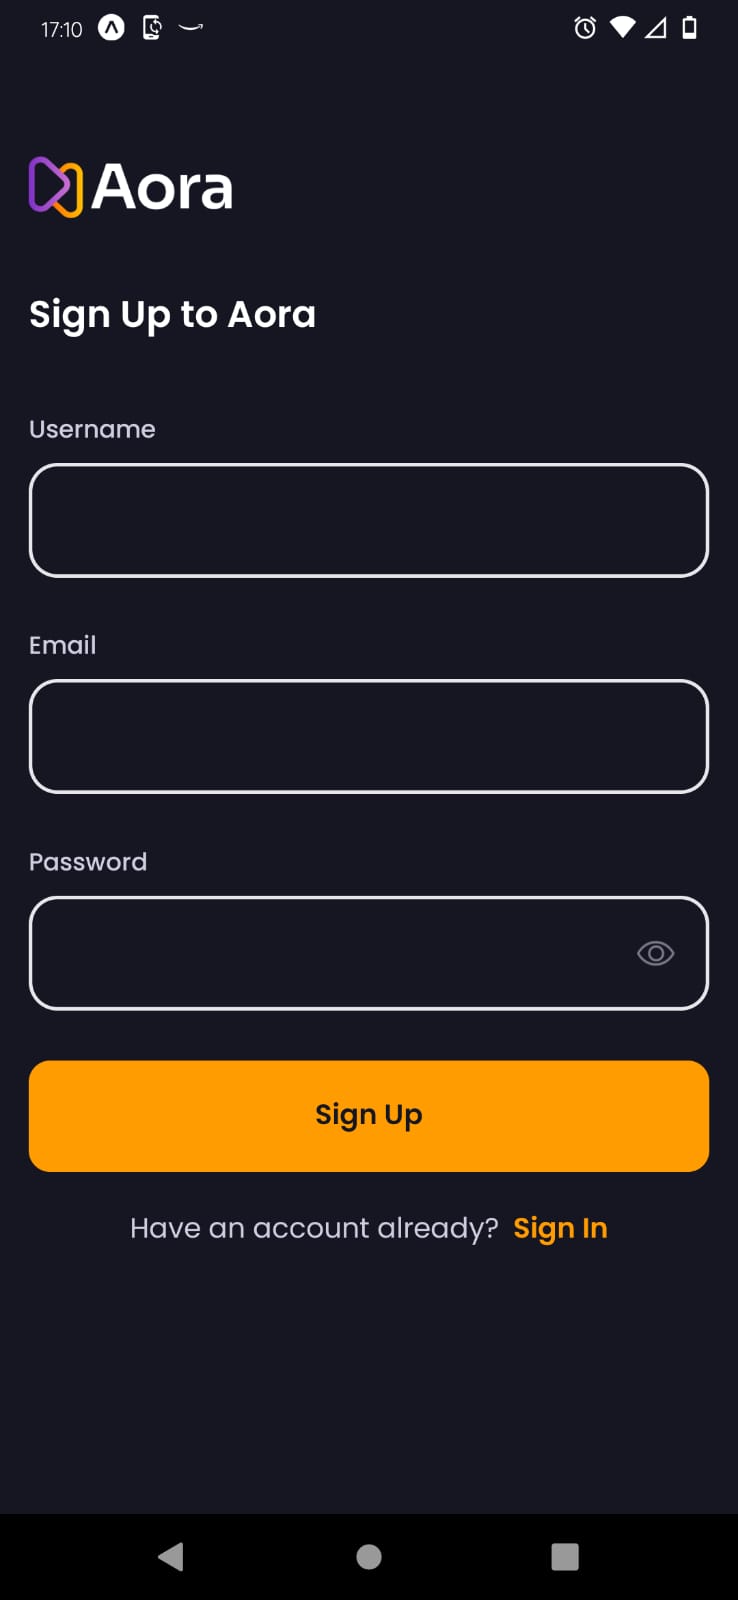 17:10
Aora
Sign Up to Aora
Username
Email
Password
Sign Up
Have an account already? Sign In